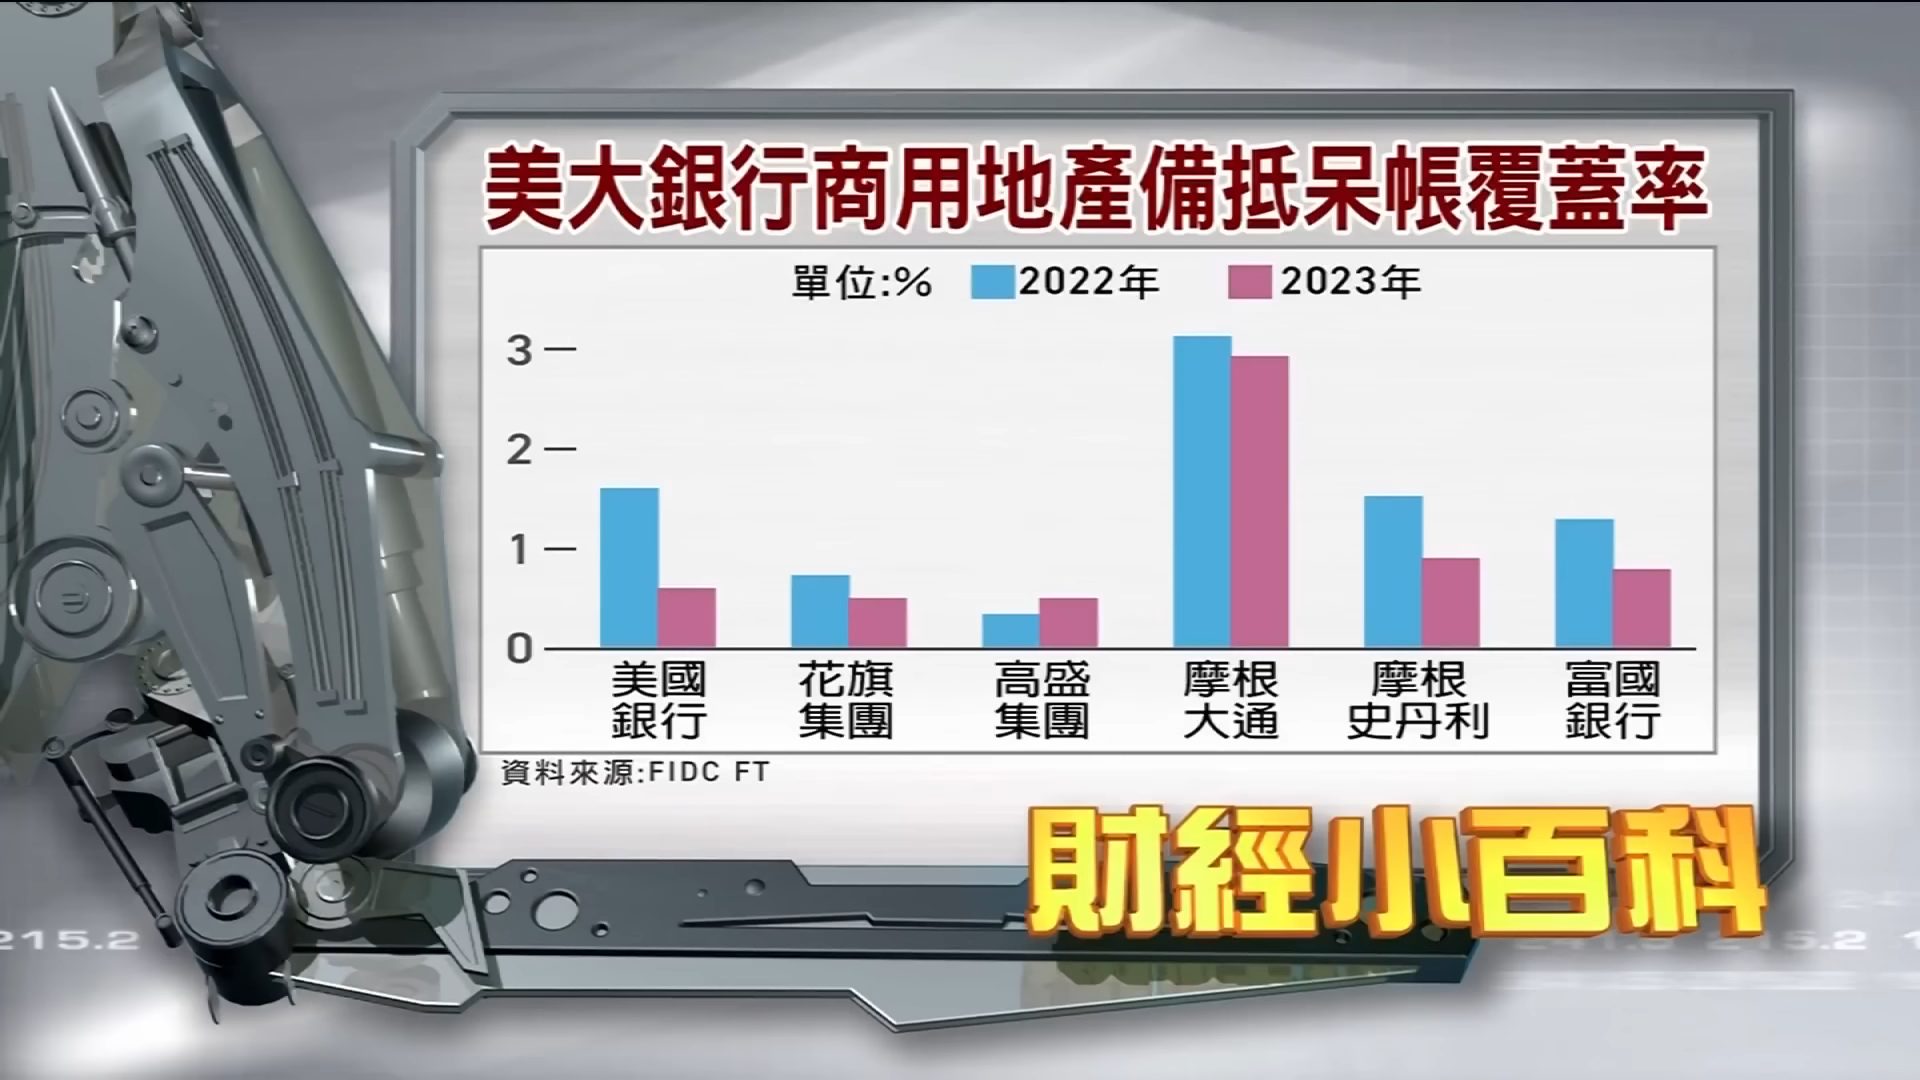 美大銀行商用地產備抵呆帳覆蓋率
單位:% 2022年 2023年
3
2
1
0
美國
銀行
花旗
集團
高盛
集團
摩根
大通
摩根
史丹利
富國
銀行
資料來源:FIDC FT
財經小百科
215.2